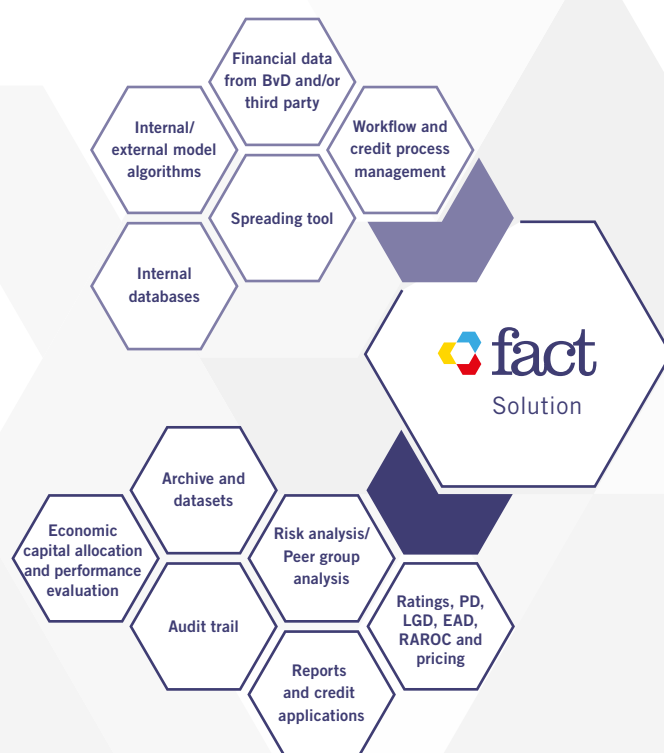 Financial data
from BvD and/or
third party
Internal/
external model
algorithms
Workflow and
credit process
management
Spreading tool
Internal
databases
fact
Solution
Archive and
datasets
Economic
capital allocation
and performance
evaluation
Risk analysis/
Peer group
analysis
Audit trail
Ratings, PD,
LGD, EAD,
RAROC and
pricing
Reports
and credit
applications